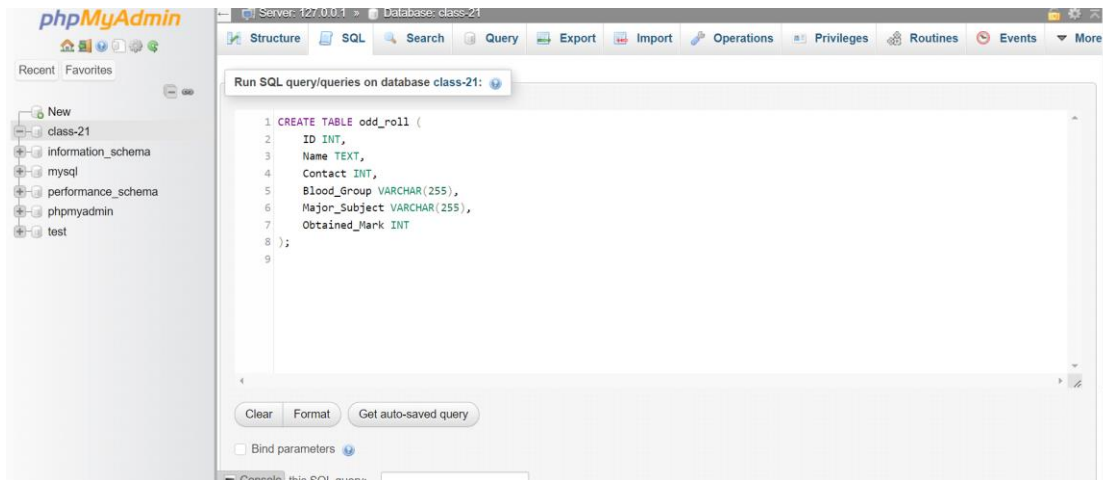 phpMyAdmin
Server: 127.0.0.1 » Database: class-21
Structure SQL Search Query Export Import Operations Privileges Routines Events More
Recent Favorites
New
class-21
information_schema
mysql
performance_schema
phpmyadmin
test
Run SQL query/queries on database class-21:
1 CREATE TABLE odd_roll (
2 ID INT,
3 Name TEXT,
4 Contact INT,
5 Blood_Group VARCHAR(255),
6 Major_Subject VARCHAR(255),
7 Obtained_Mark INT
8 );
9
Clear Format Get auto-saved query
Bind parameters
Console this SQL query: